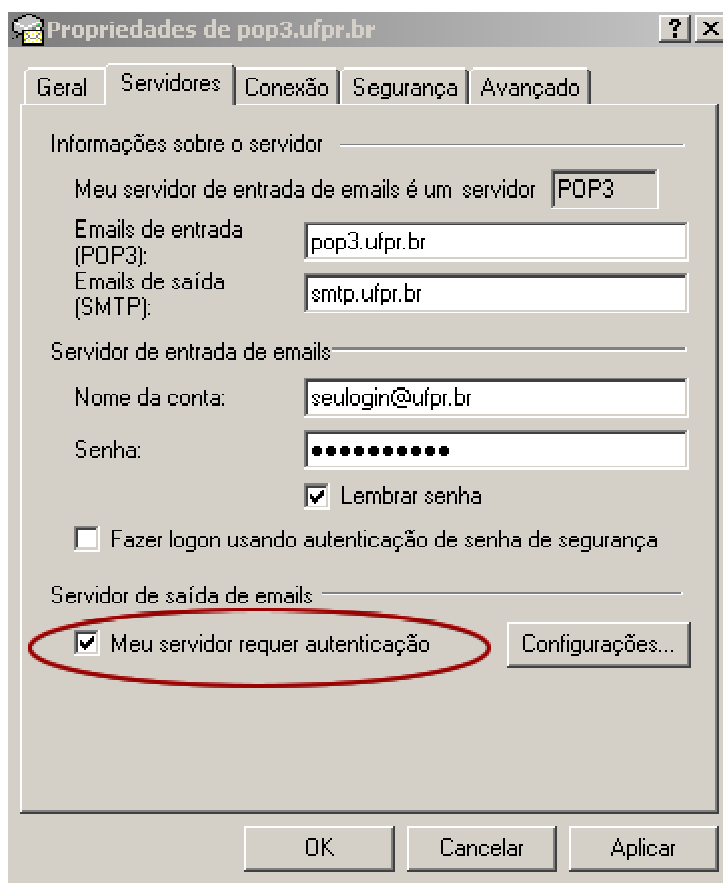 Propriedades de pop3.ufpr.br
Geral Servidores Conexão Segurança Avançado
Informações sobre o servidor
Meu servidor de entrada de emails é um servidor POP3
Emails de entrada
(POP3):
pop3.ufpr.br
Emails de saída
(SMTP):
smtp.ufpr.br
Servidor de entrada de emails
Nome da conta: seulogin@ufpr.br
Senha: ●●●●●●●●●●
Lembrar senha
Fazer logon usando autenticação de senha de segurança
Servidor de saída de emails
Meu servidor requer autenticação Configurações...
OK Cancelar Aplicar